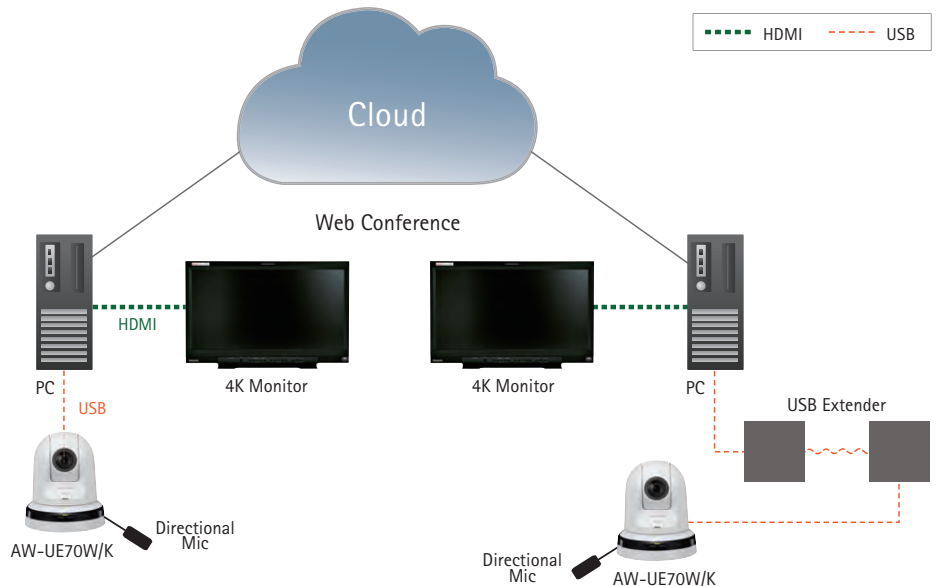 HDMI
USB
Cloud
Web Conference
HDMI
PC
4K Monitor
4K Monitor
PC
USB
USB Extender
Directional
Mic
AW-UE70W/K
Directional
Mic
AW-UE70W/K